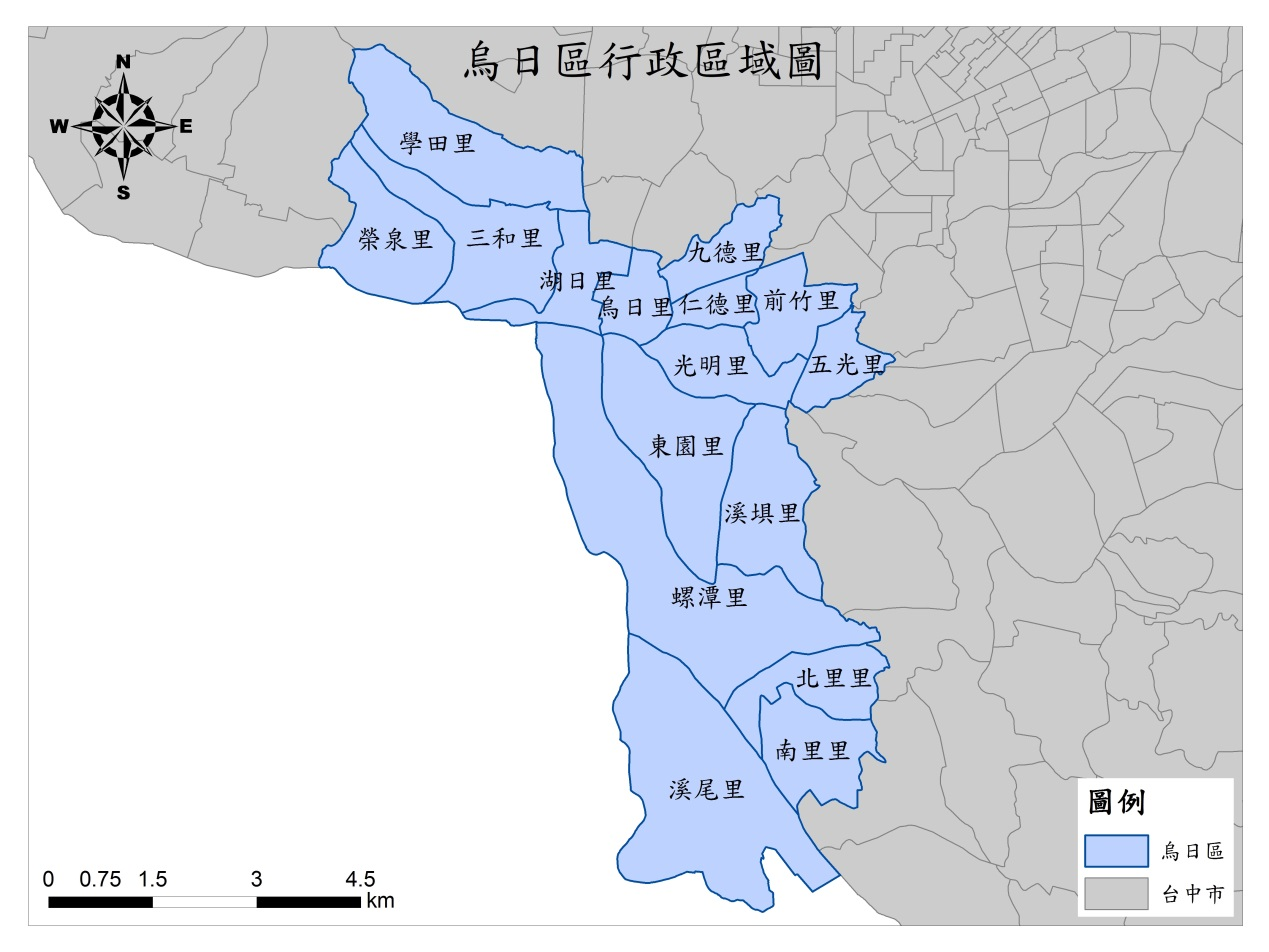 烏日區行政區域圖
N
W
E
S
學田里
榮泉里
三和里
九德里
湖日里
烏日里
仁德里
前竹里
光明里
五光里
東園里
溪埧里
螺潭里
北里里
南里里
溪尾里
圖例
烏日區
台中市
0 0.75 1.5 3 4.5
km